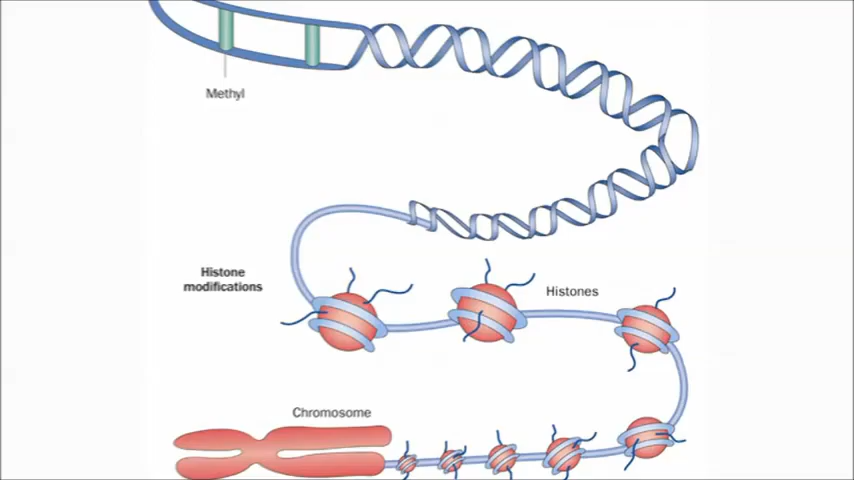 Methyl
Histone
modifications
Histones
Chromosome